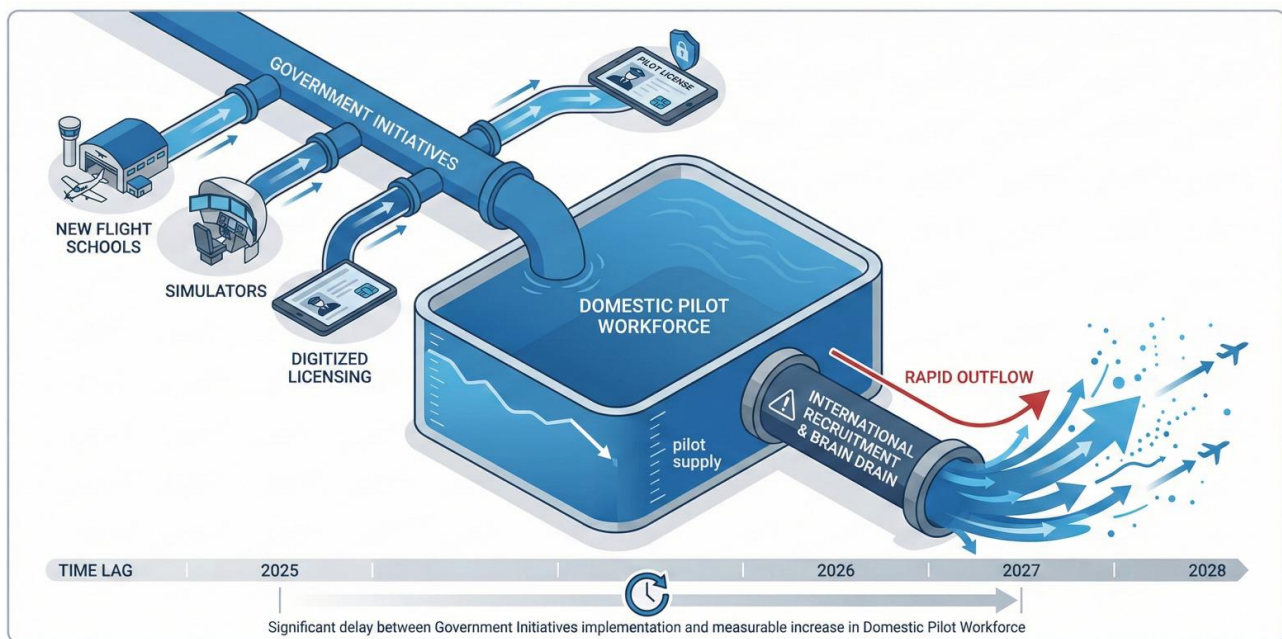 GOVERNMENT INITIATIVES
PILOT LICENSE
NEW FLIGHT
SCHOOLS
SIMULATORS
DIGITIZED
LICENSING
DOMESTIC PILOT
WORKFORCE
pilot
supply
RAPID OUTFLOW
INTERNATIONAL
RECRUITMENT
& BRAIN DRAIN
TIME LAG 2025 2026 2027 2028
Significant delay between Government Initiatives implementation and measurable increase in Domestic Pilot Workforce